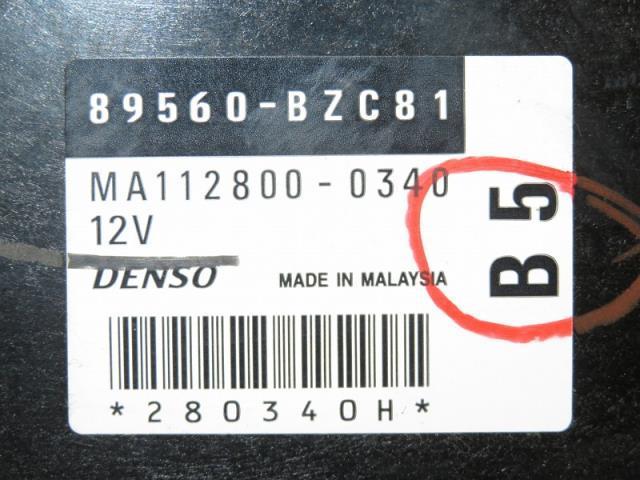 89560-BZC81
MA112800-0340
12V
DENSO
MADE IN MALAYSIA
*280340H*
B5